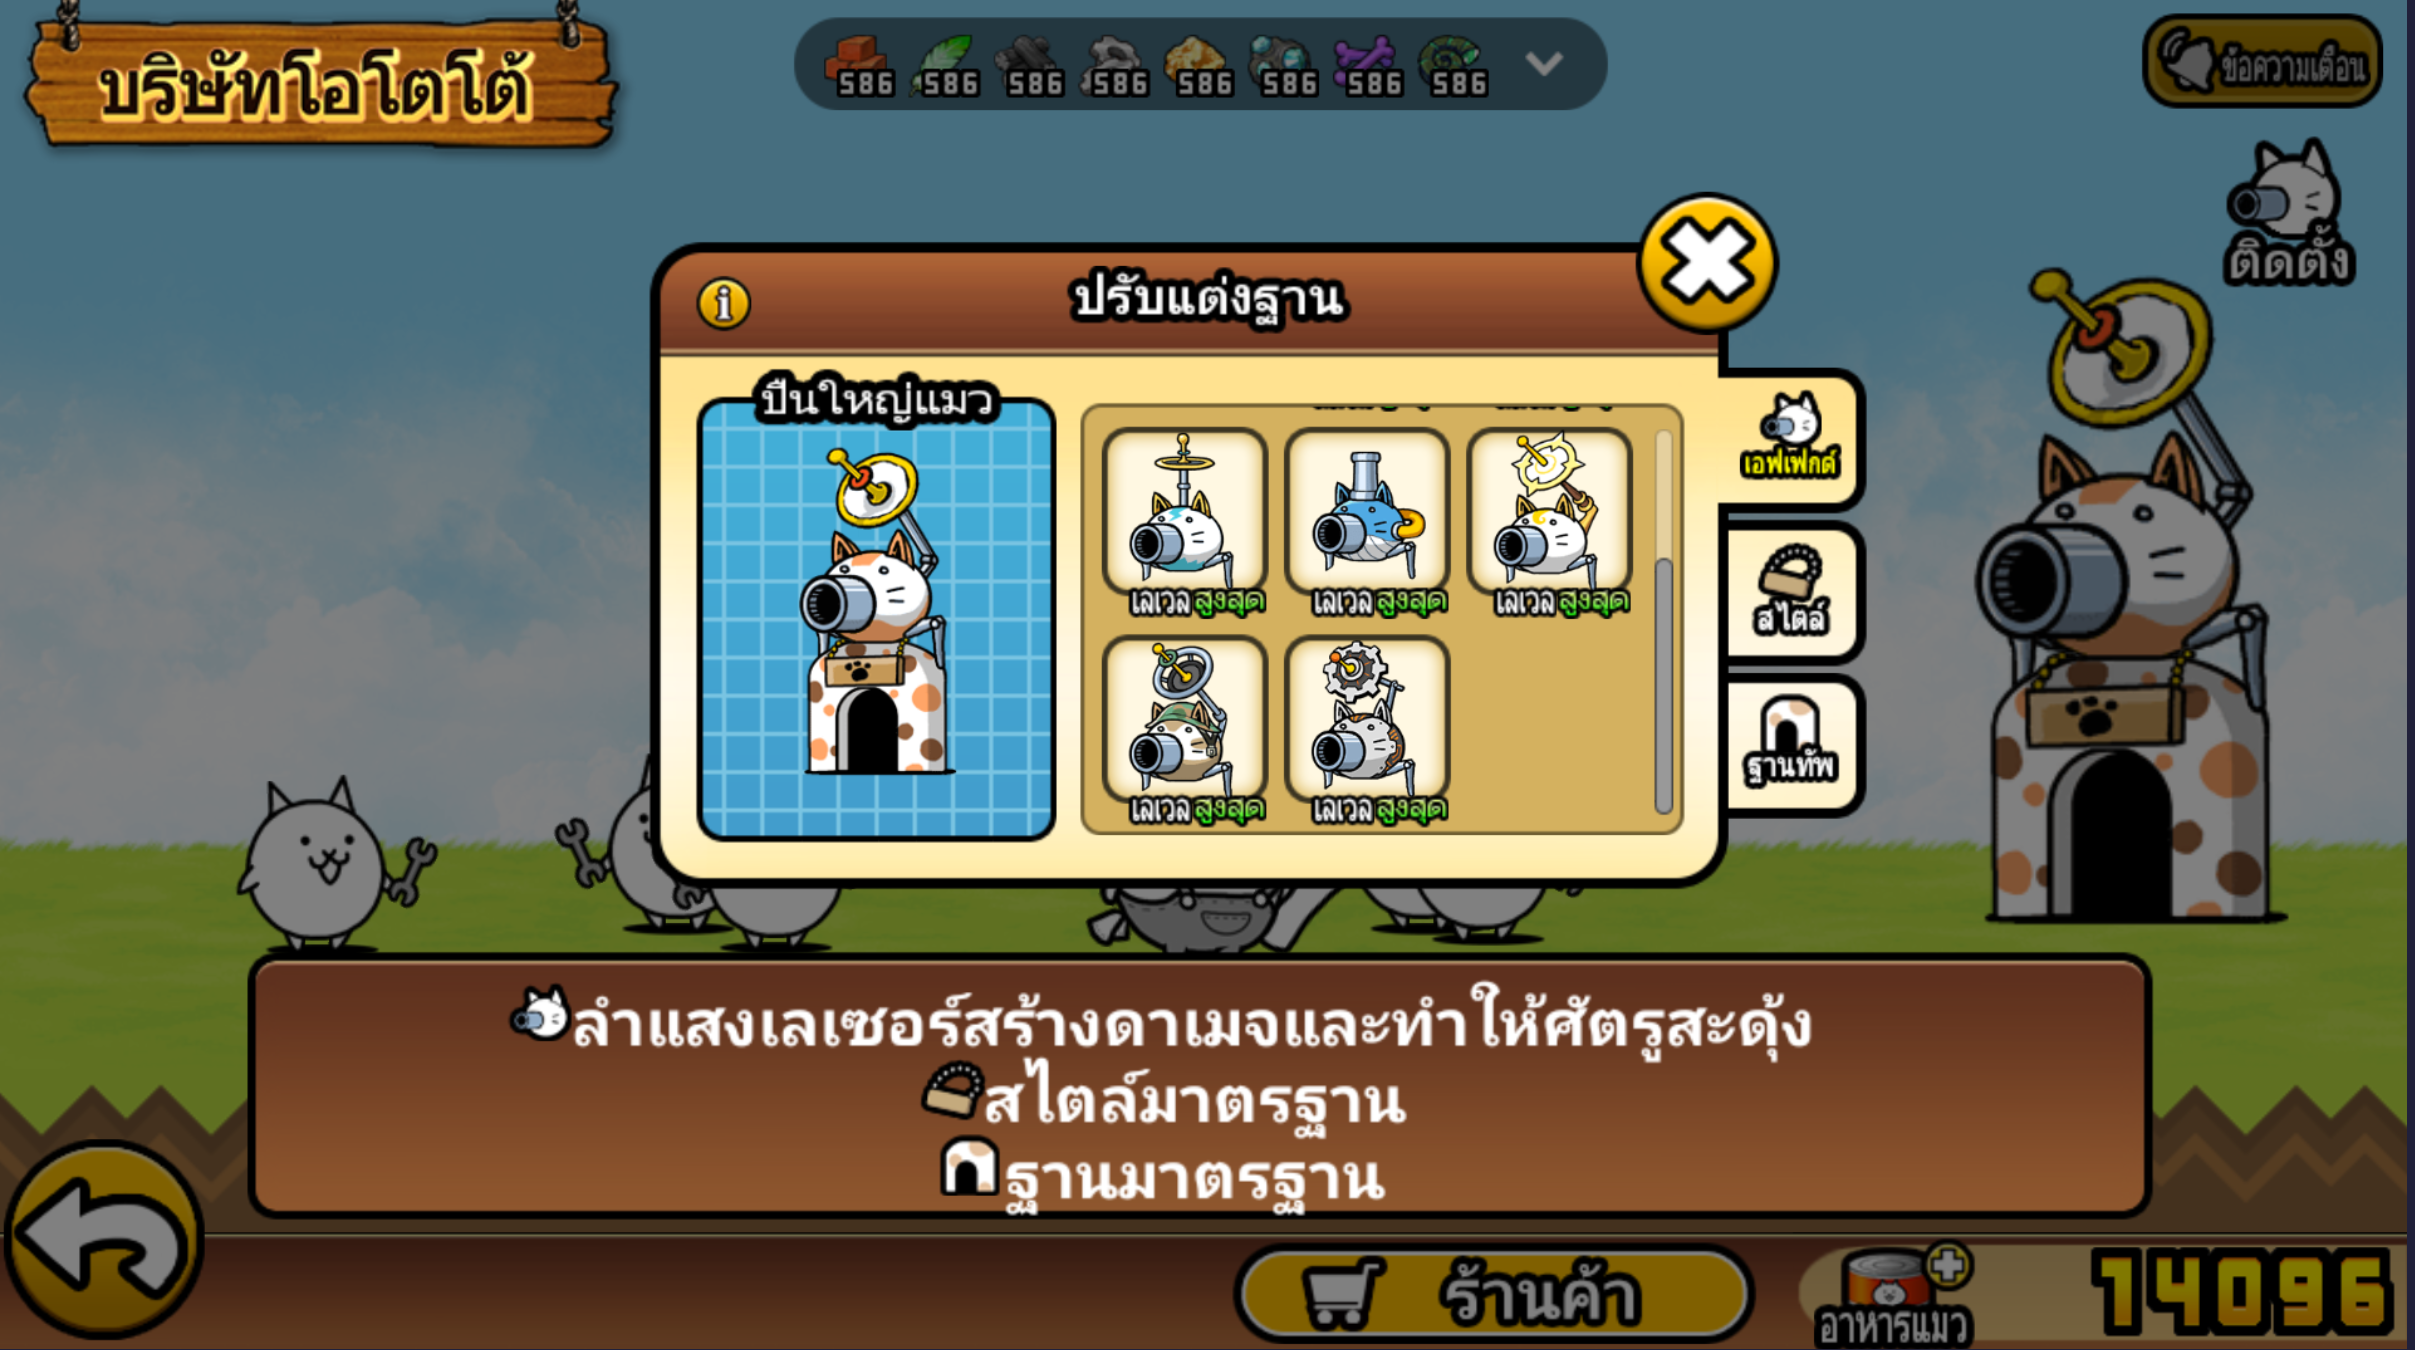 บริษัทโอโตโต้
586 586 586 586 586 586 586 586
ข้อความเตือน
ติดตั้ง
ปรับแต่งฐาน
ปืนใหญ่แมว
เอฟเฟกต์
เลเวลสูงสุด เลเวลสูงสุด เลเวลสูงสุด
สไตล์
ฐานทัพ
เลเวลสูงสุด เลเวลสูงสุด
ลำแสงเลเซอร์สร้างดาเมจและทำให้ศัตรูสะดุ้ง
สไตล์มาตรฐาน
ฐานมาตรฐาน
ร้านค้า
อาหารแมว
14096